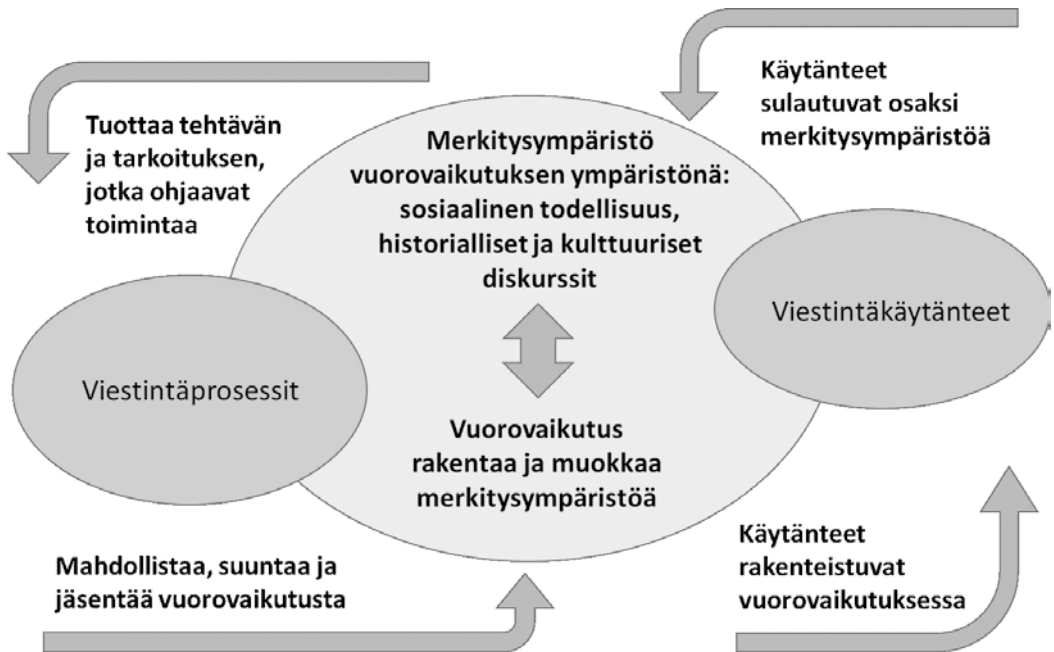 Tuottaa tehtävän
ja tarkoituksen,
jotka ohjaavat
toimintaa
Merkitysympäristö
vuorovaikutuksen ympäristönä:
sosiaalinen todellisuus,
historialliset ja kulttuuriset
diskurssit
Käytänteet
sulautuvat osaksi
merkitysympäristöä
Viestintäprosessit
Viestintäkäytänteet
Vuorovaikutus
rakentaa ja muokkaa
merkitysympäristöä
Mahdollistaa, suuntaa ja
jäsentää vuorovaikutusta
Käytänteet
rakenteistuvat
vuorovaikutuksessa